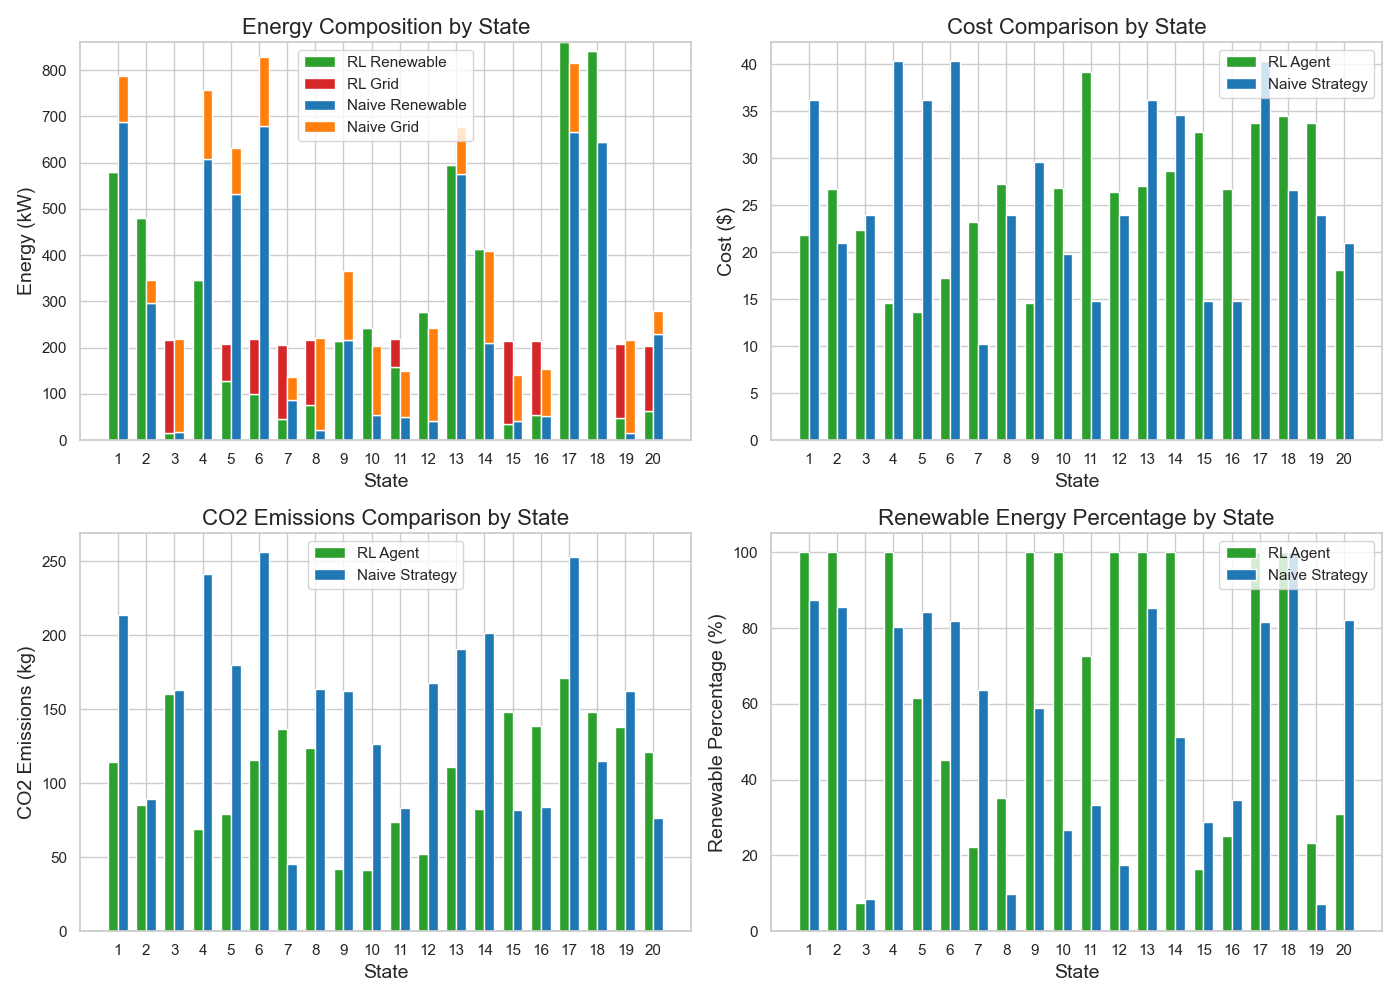 Energy Composition by State
Energy (kW)
800
700
600
500
400
300
200
100
0
RL Renewable
RL Grid
Naive Renewable
Naive Grid
1 2 3 4 5 6 7 8 9 10 11 12 13 14 15 16 17 18 19 20
State
Cost Comparison by State
Cost ($)
40
35
30
25
20
15
10
5
0
RL Agent
Naive Strategy
1 2 3 4 5 6 7 8 9 10 11 12 13 14 15 16 17 18 19 20
State
CO2 Emissions Comparison by State
CO2 Emissions (kg)
250
200
150
100
50
0
RL Agent
Naive Strategy
1 2 3 4 5 6 7 8 9 10 11 12 13 14 15 16 17 18 19 20
State
Renewable Energy Percentage by State
Renewable Percentage (%)
100
80
60
40
20
0
RL Agent
Naive Strategy
1 2 3 4 5 6 7 8 9 10 11 12 13 14 15 16 17 18 19 20
State